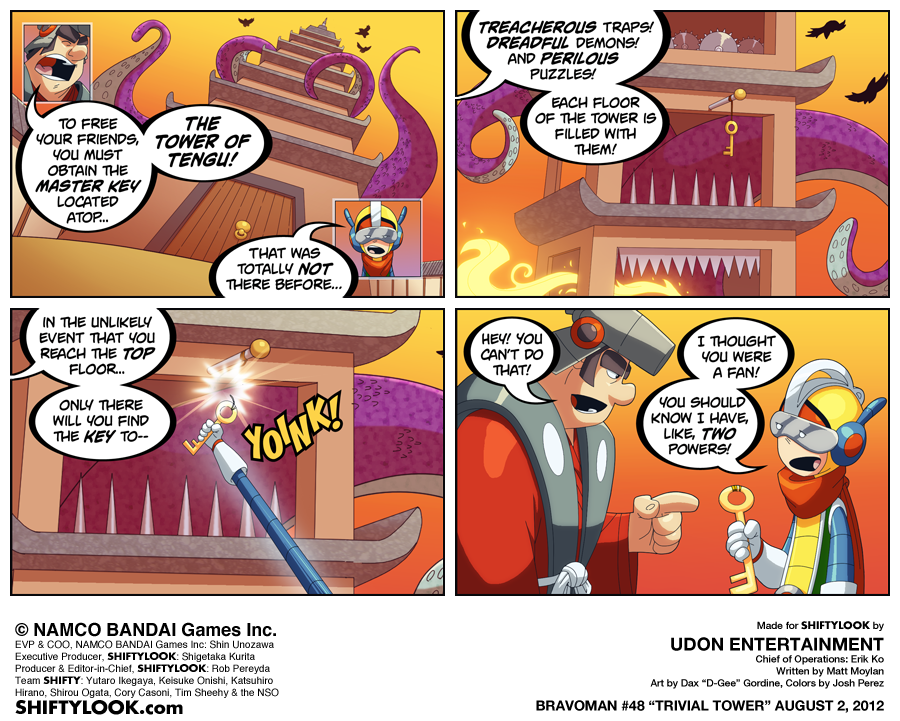 TO FREE
YOUR FRIENDS,
YOU MUST
OBTAIN THE
MASTER KEY
LOCATED
ATOP...
THE
TOWER OF
TENGU!
THAT WAS
TOTALLY NOT
THERE BEFORE...
TREACHEROUS TRAPS!
DREADFUL DEMONS!
AND PERILOUS
PUZZLES!
EACH FLOOR
OF THE TOWER IS
FILLED WITH
THEM!
IN THE UNLIKELY
EVENT THAT YOU
REACH THE TOP
FLOOR...
ONLY THERE
WILL YOU FIND
THE KEY TO--
YOINK!
HEY! YOU
CAN'T DO
THAT!
I THOUGHT
YOU WERE
A FAN!
YOU SHOULD
KNOW I HAVE,
LIKE, TWO
POWERS!
© NAMCO BANDAI Games Inc.
EVP & COO, NAMCO BANDAI Games Inc: Shin Unozawa
Executive Producer, SHIFTYLOOK: Shigetaka Kurita
Producer & Editor-in-Chief, SHIFTYLOOK: Rob Pereyda
Team SHIFTY: Yutaro Ikegaya, Keisuke Onishi, Katsuhiro
Hirano, Shirou Ogata, Cory Casoni, Tim Sheehy & the NSO
SHIFTYLOOK.com
Made for SHIFTYLOOK by
UDON ENTERTAINMENT
Chief of Operations: Erik Ko
Written by Matt Moylan
Art by Dax "D-Gee" Gordine, Colors by Josh Perez
BRAVOMAN #48 "TRIVIAL TOWER" AUGUST 2, 2012